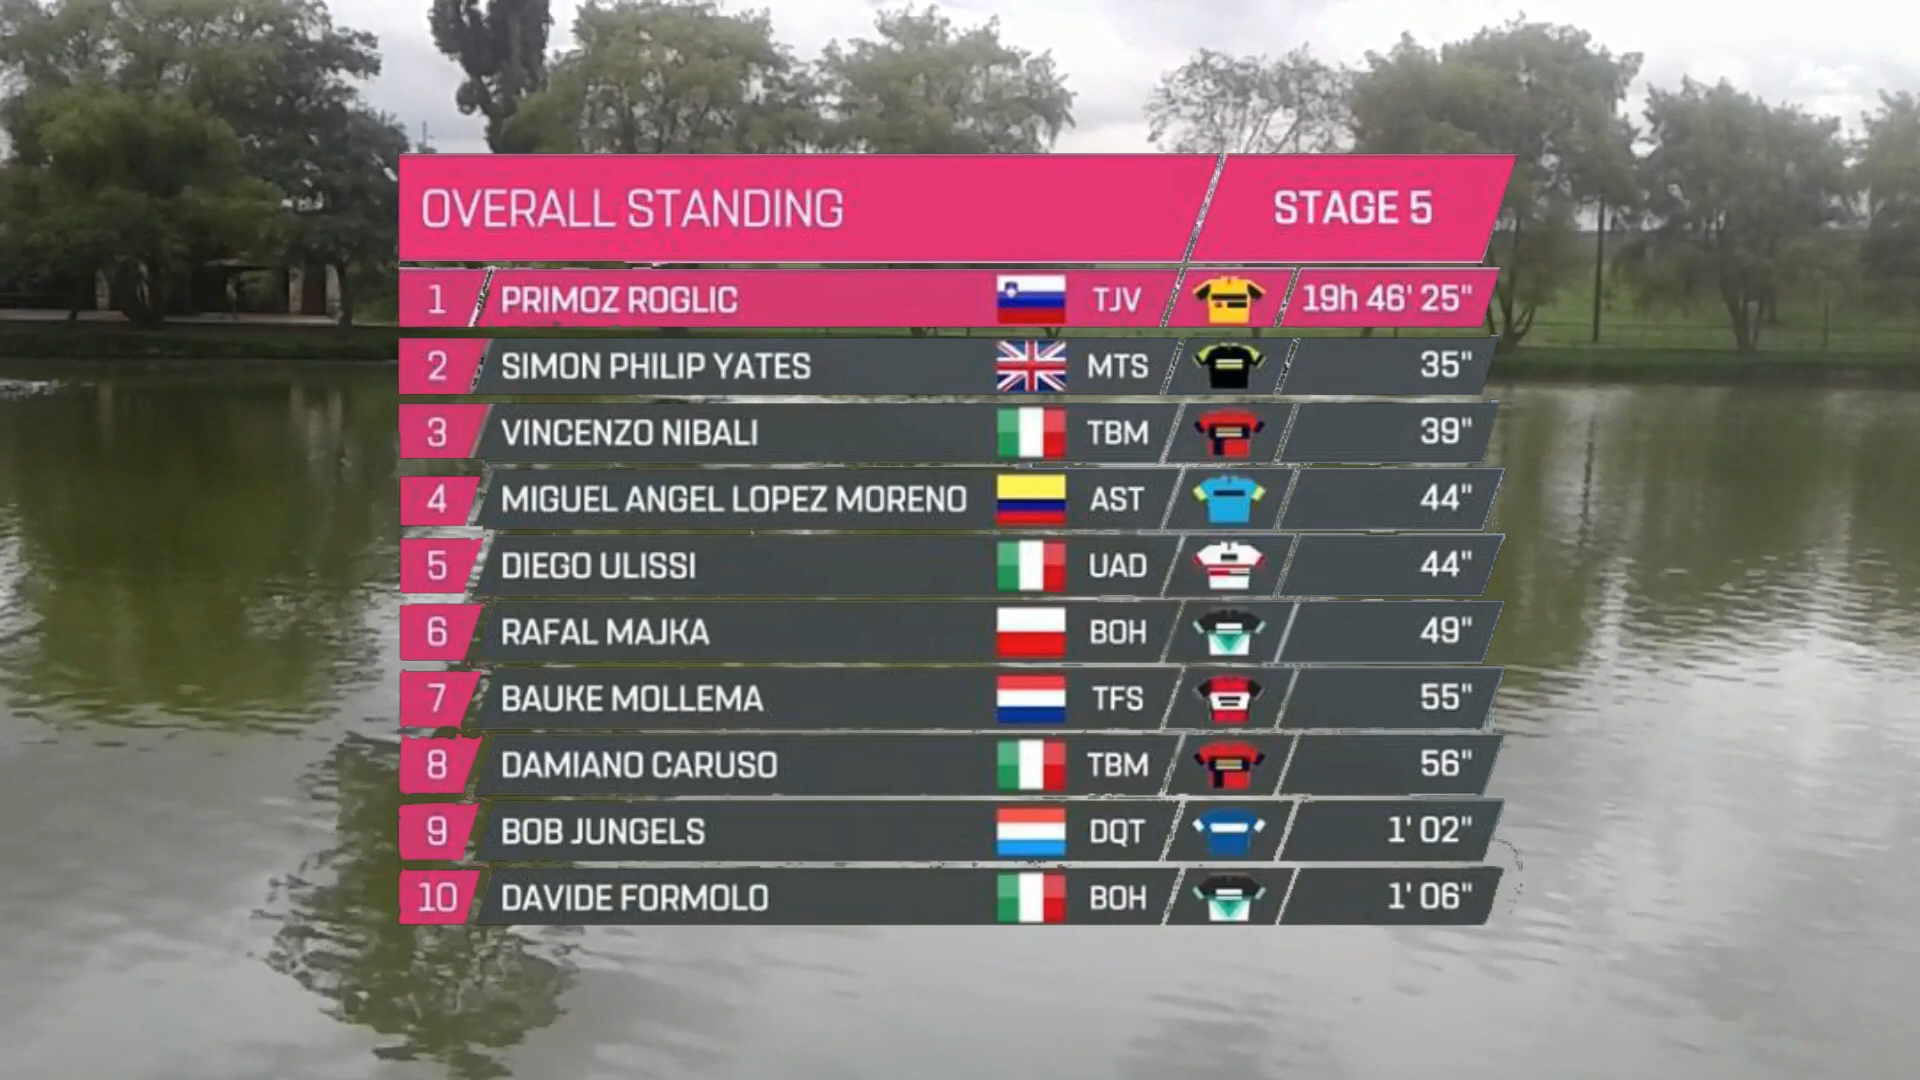 OVERALL STANDING STAGE 5
1 PRIMOZ ROGLIC TJV 19h 46' 25"
2 SIMON PHILIP YATES MTS 35"
3 VINCENZO NIBALI TBM 39"
4 MIGUEL ANGEL LOPEZ MORENO AST 44"
5 DIEGO ULISSI UAD 44"
6 RAFAL MAJKA BOH 49"
7 BAUKE MOLLEMA TFS 55"
8 DAMIANO CARUSO TBM 56"
9 BOB JUNGELS DQT 1' 02"
10 DAVIDE FORMOLO BOH 1' 06"